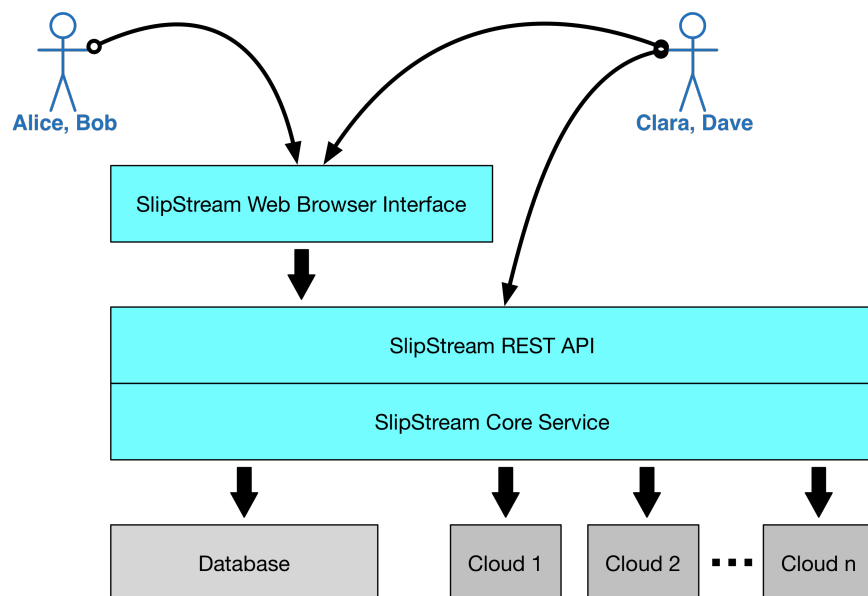 Alice, Bob
Clara, Dave
SlipStream Web Browser Interface
SlipStream REST API
SlipStream Core Service
Database
Cloud 1
Cloud 2
Cloud n